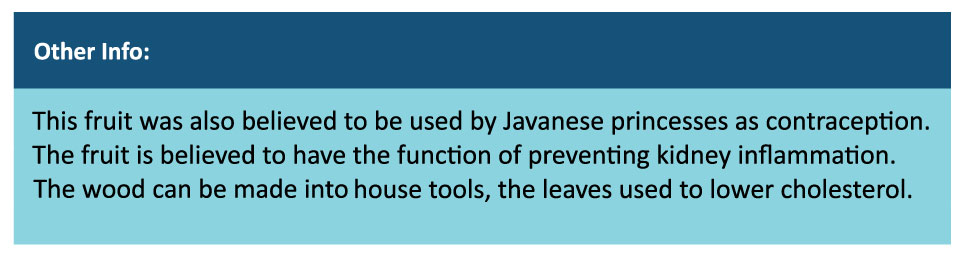 Other Info:
This fruit was also believed to be used by Javanese princesses as contraception.
The fruit is believed to have the function of preventing kidney inflammation.
The wood can be made into house tools, the leaves used to lower cholesterol.